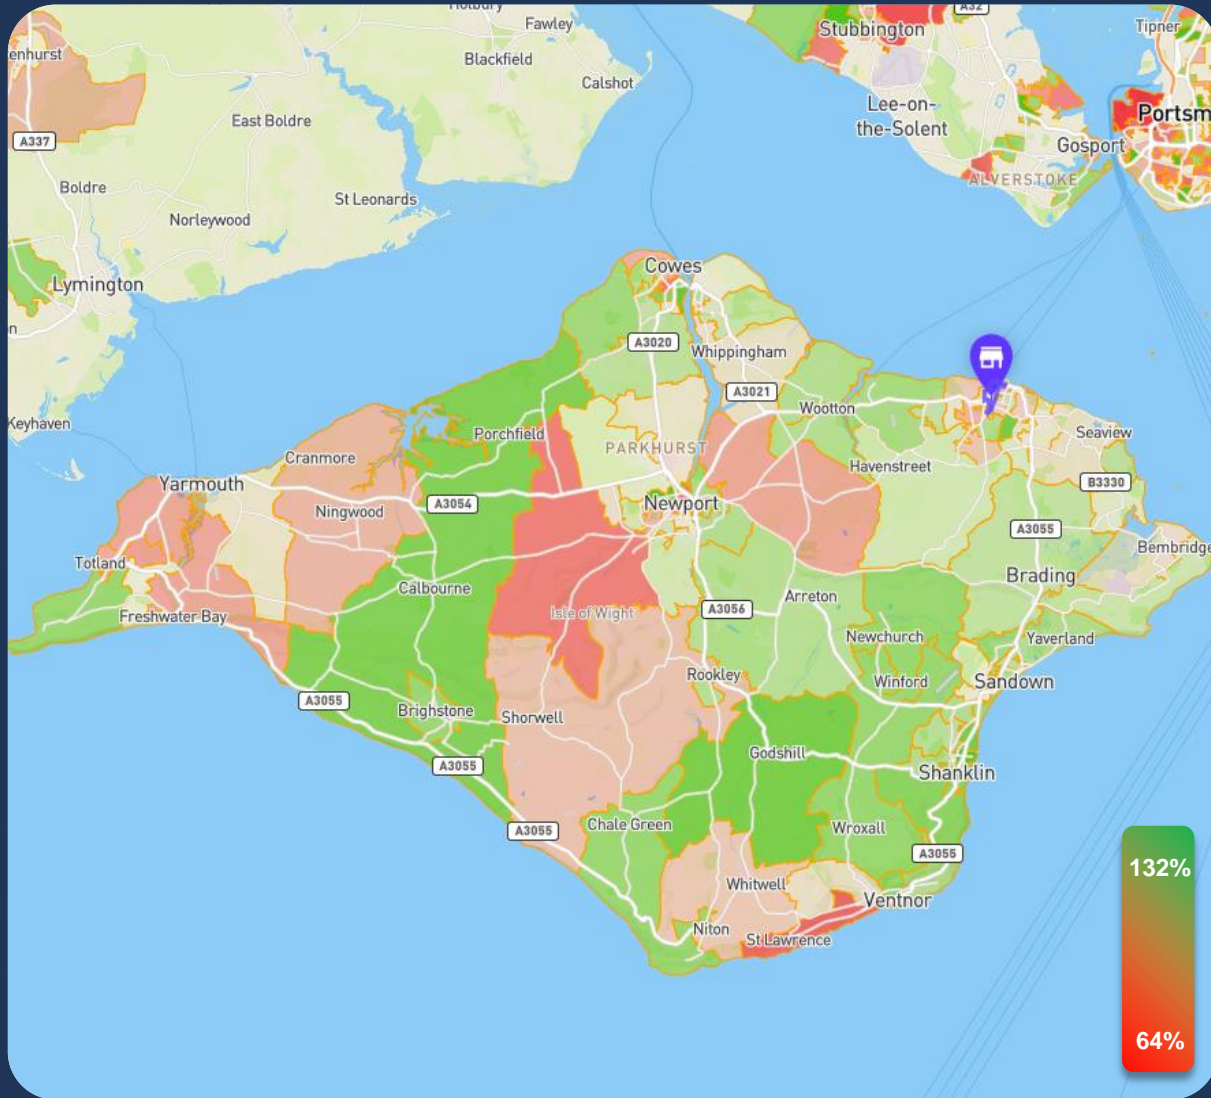 Fawley
Stubbington
A32
Tipner
Blackfield
Calshot
Lee-on-
the-Solent
East Boldre
A337
Gosport
ALVERSTOKE
Boldre
St Leonards
Norleywood
Lymington
Cowes
A3020
Whippingham
A3021
Wootton
Keyhaven
Porchfield
PARKHURST
Seaview
Cranmore
Havenstreet
Yarmouth
B3330
A3054
Newport
Ningwood
A3055
Totland
Bembridge
Brading
Calbourne
Arreton
Freshwater Bay
Isle of Wight
A3056
Newchurch
Yaverland
Rookley
Winford
Sandown
A3055
Brighstone
Shorwell
Godshill
A3055
Shanklin
Chale Green
A3055
Wroxall
A3055
132%
Whitwell
Ventnor
Niton
St Lawrence
64%